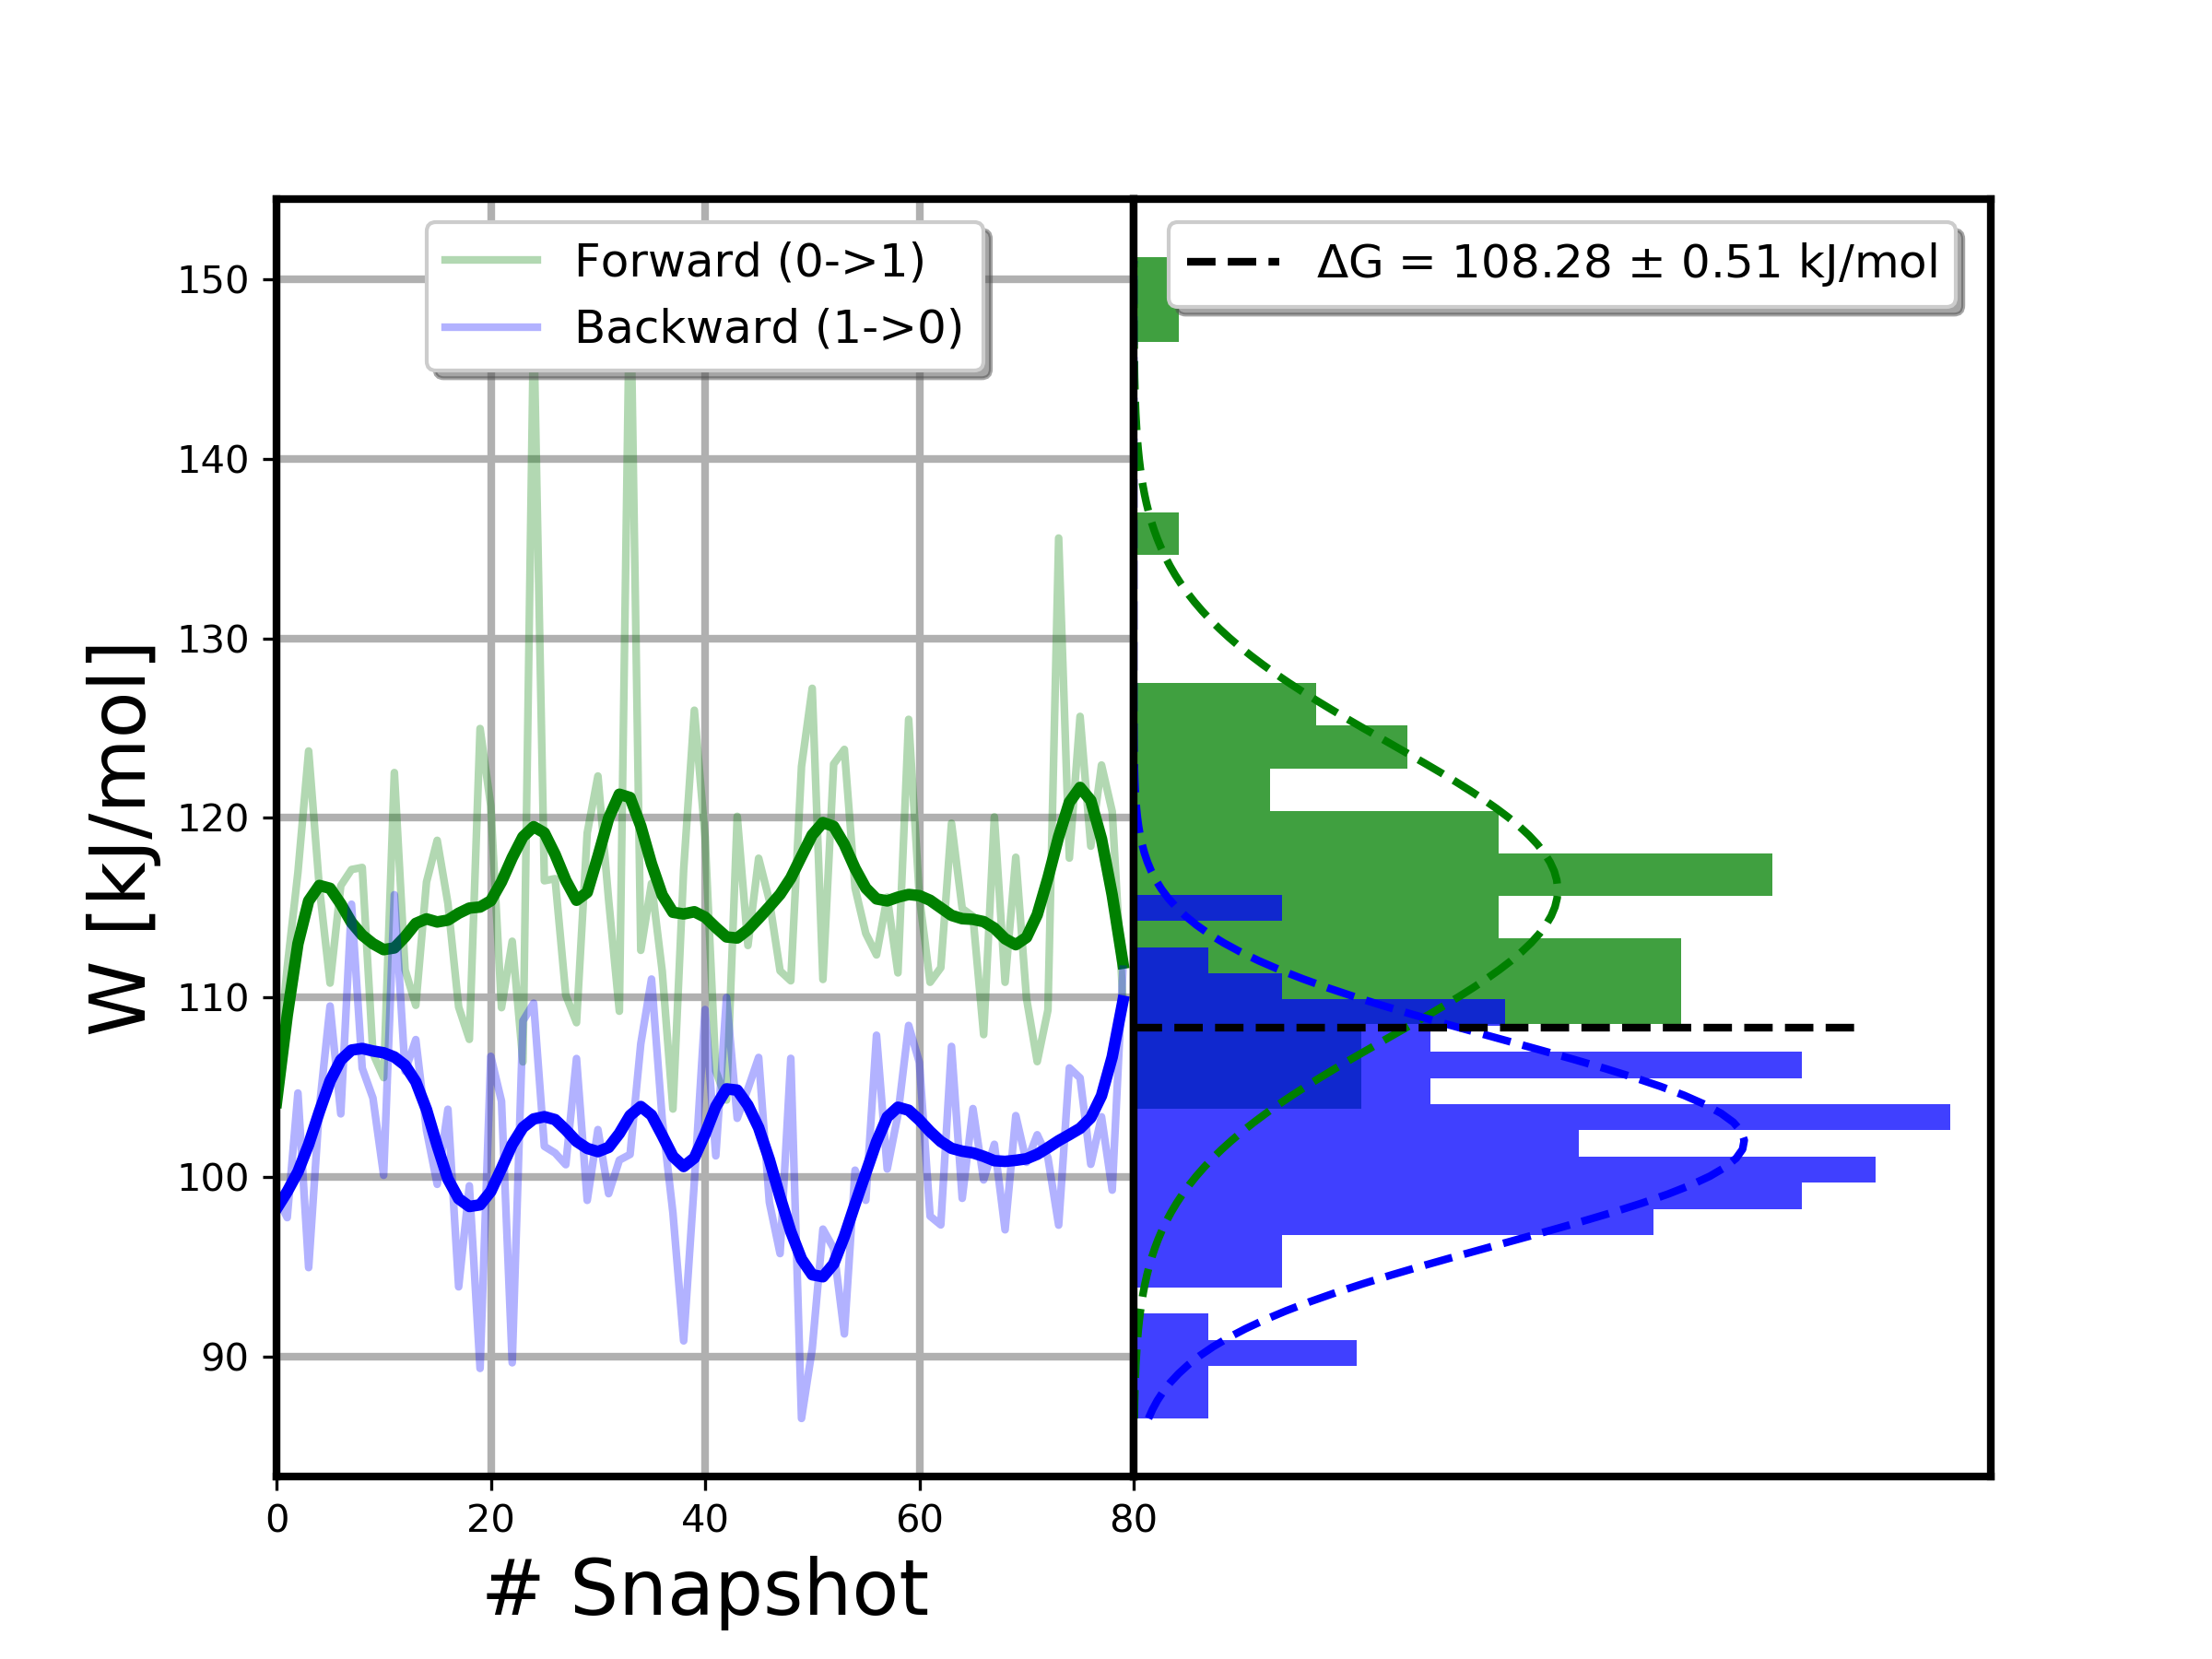 Forward (0->1)
Backward (1->0)
ΔG = 108.28 ± 0.51 kJ/mol
150
140
130
120
110
100
90
W [kJ/mol]
0 20 40 60 80
# Snapshot